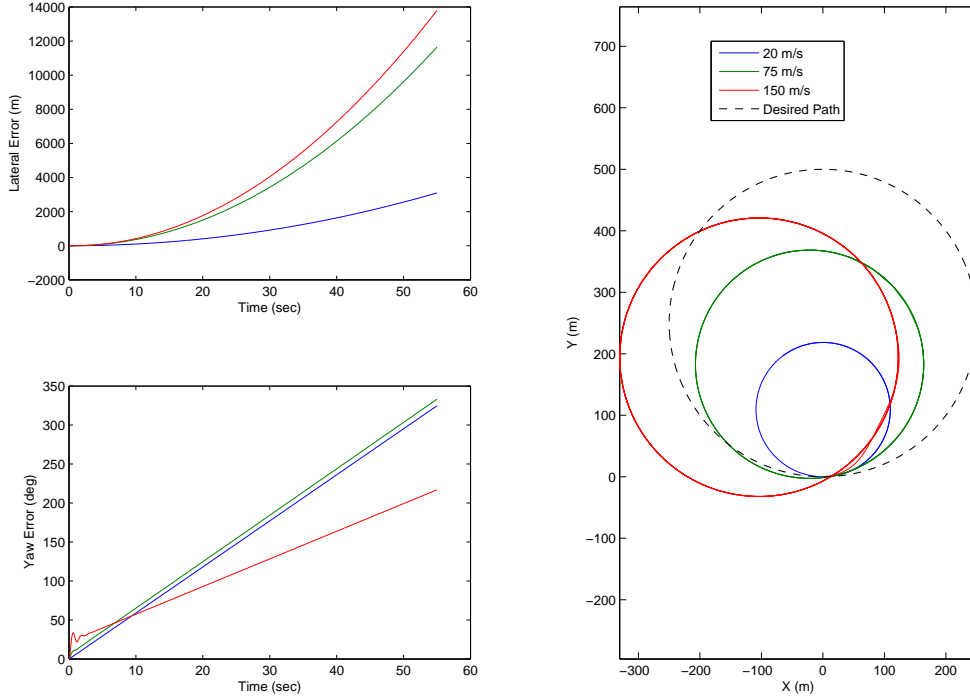 14000
12000
10000
8000
6000
4000
2000
0
−2000
Lateral Error (m)
0 10 20 30 40 50 60
Time (sec)
350
300
250
200
150
100
50
0
Yaw Error (deg)
0 10 20 30 40 50 60
Time (sec)
20 m/s
75 m/s
150 m/s
Desired Path
700
600
500
400
300
200
100
0
−100
−200
Y (m)
−300 −200 −100 0 100 200
X (m)